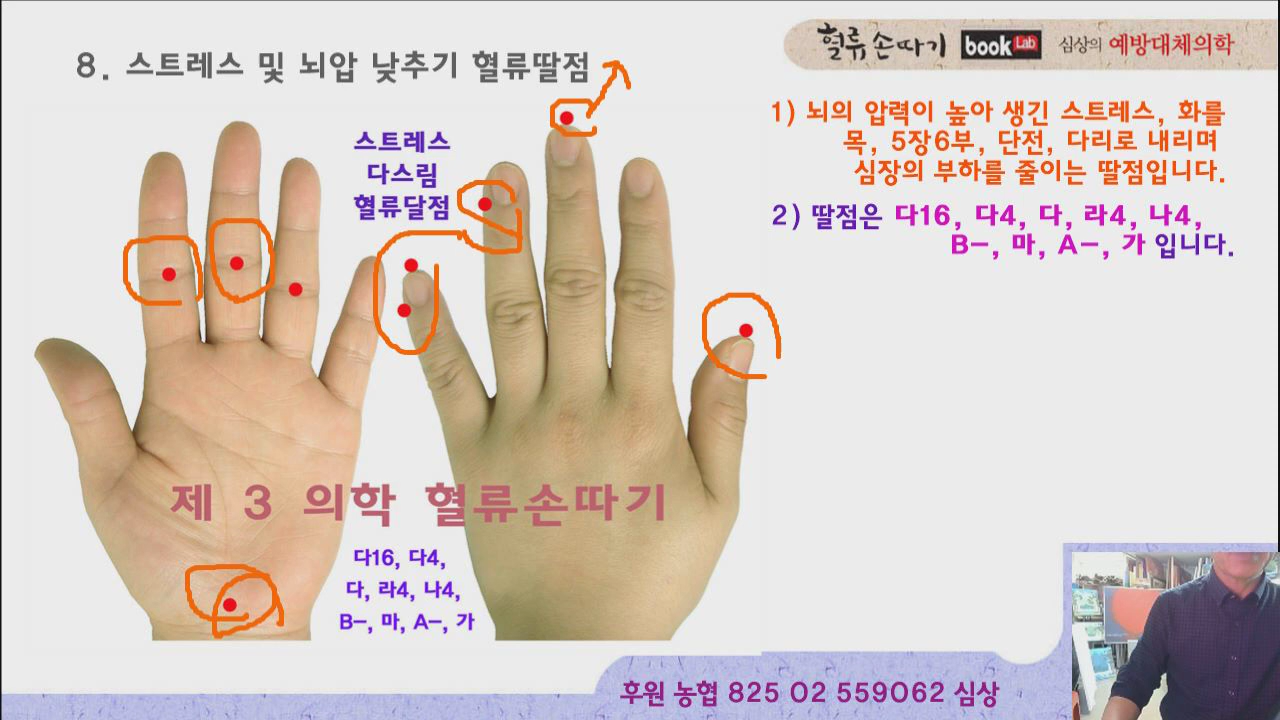 8. 스트레스 및 뇌압 낮추기 혈류딸점
혈류 손따기 book Lab 심상의 예방대체의학
스트레스
다스림
혈류달점
1) 뇌의 압력이 높아 생긴 스트레스, 화를
목, 5장6부, 단전, 다리로 내리며
심장의 부하를 줄이는 딸점입니다.
2) 딸점은 다16, 다4, 다, 라4, 나4,
B-, 마, A-, 가 입니다.
제 3 의학 혈류손따기
다16, 다4,
다, 라4, 나4,
B-, 마, A-, 가
후원 농협 825 02 559062 심상